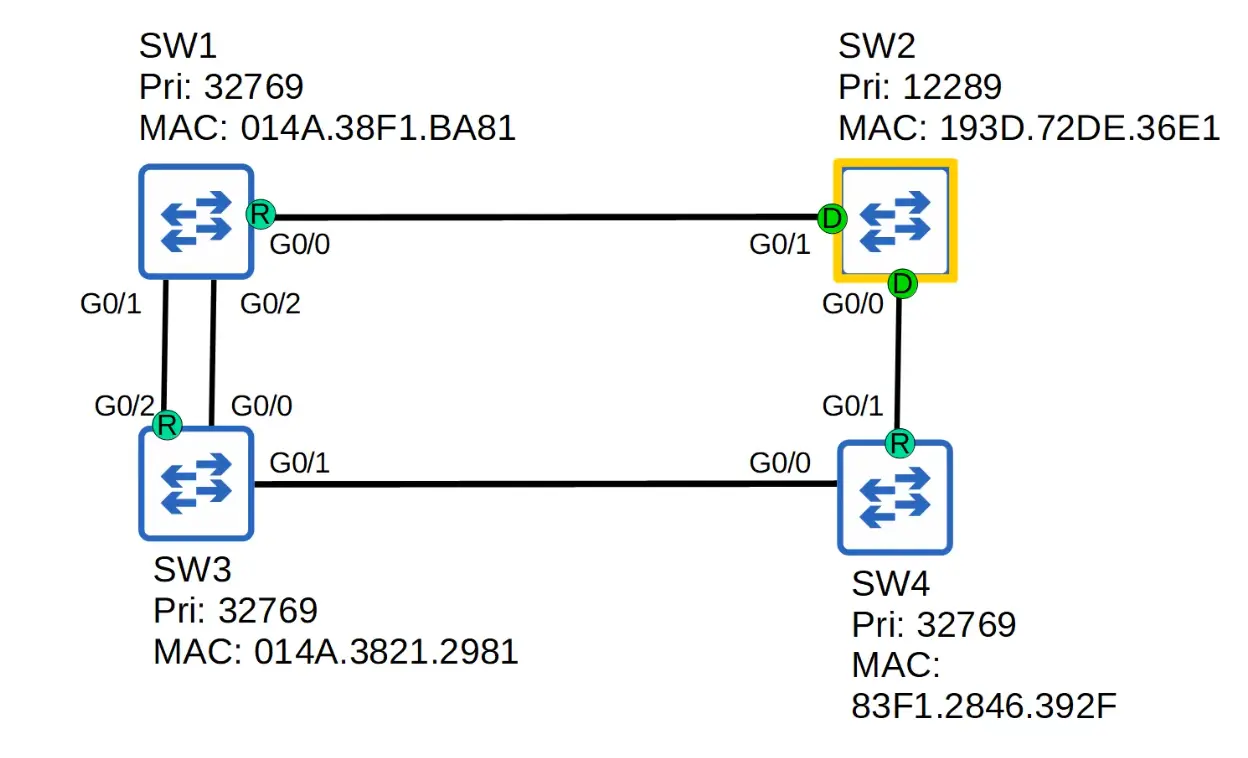 SW1
Pri: 32769
MAC: 014A.38F1.BA81
SW2
Pri: 12289
MAC: 193D.72DE.36E1
R
G0/0
G0/1
D
D
G0/1
G0/2
G0/0
G0/2
G0/0
G0/1
R
R
G0/1
G0/0
SW3
Pri: 32769
MAC: 014A.3821.2981
SW4
Pri: 32769
MAC:
83F1.2846.392F